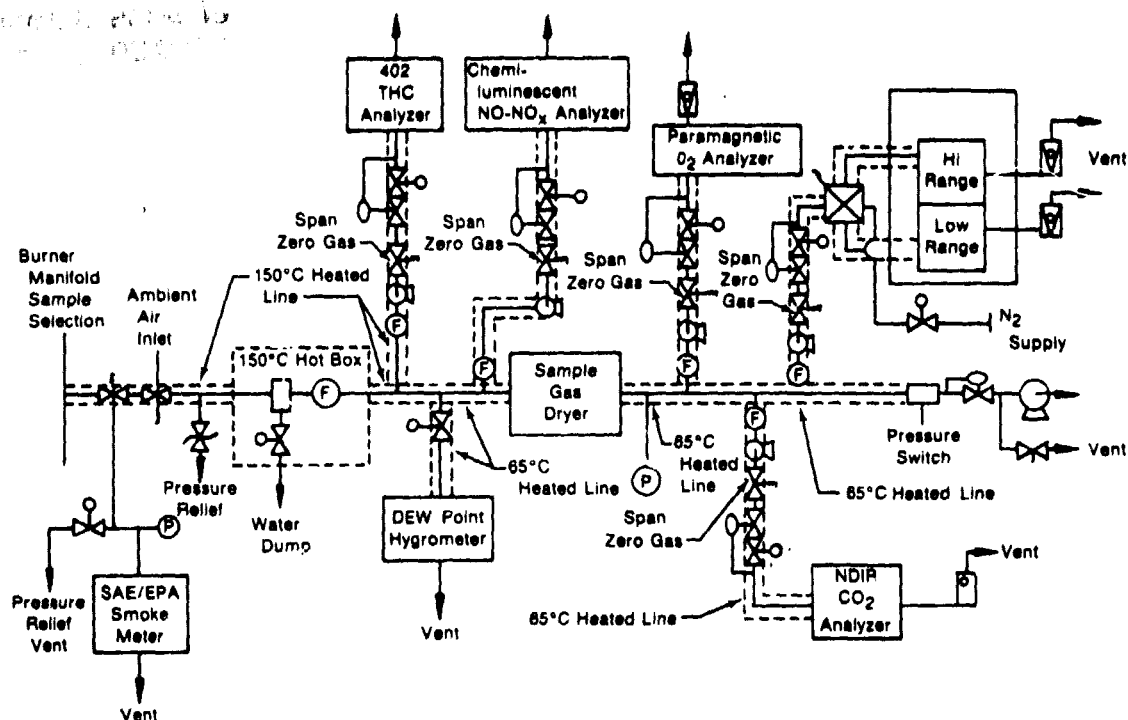 402
THC
Analyzer
Chemi-
luminescent
NO-NOx Analyzer
Paramagnetic
O2 Analyzer
Hi
Range
Low
Range
Vent
Span
Zero Gas
Span
Zero Gas
Span
Zero Gas
Span
Zero
Gas
N2
Supply
Burner
Manifold
Sample
Selection
Ambient
Air
Inlet
150°C Heated
Line
150°C Hot Box
F
F
F
F
F
F
Sample
Gas
Dryer
Pressure
Switch
Vent
Pressure
Relief
Water
Dump
65°C
Heated Line
65°C
Heated
Line
P
65°C Heated Line
Span
Zero Gas
DEW Point
Hygrometer
Vent
P
Pressure
Relief
Vent
SAE/EPA
Smoke
Meter
Vent
65°C Heated Line
NDIR
CO2
Analyzer
Vent